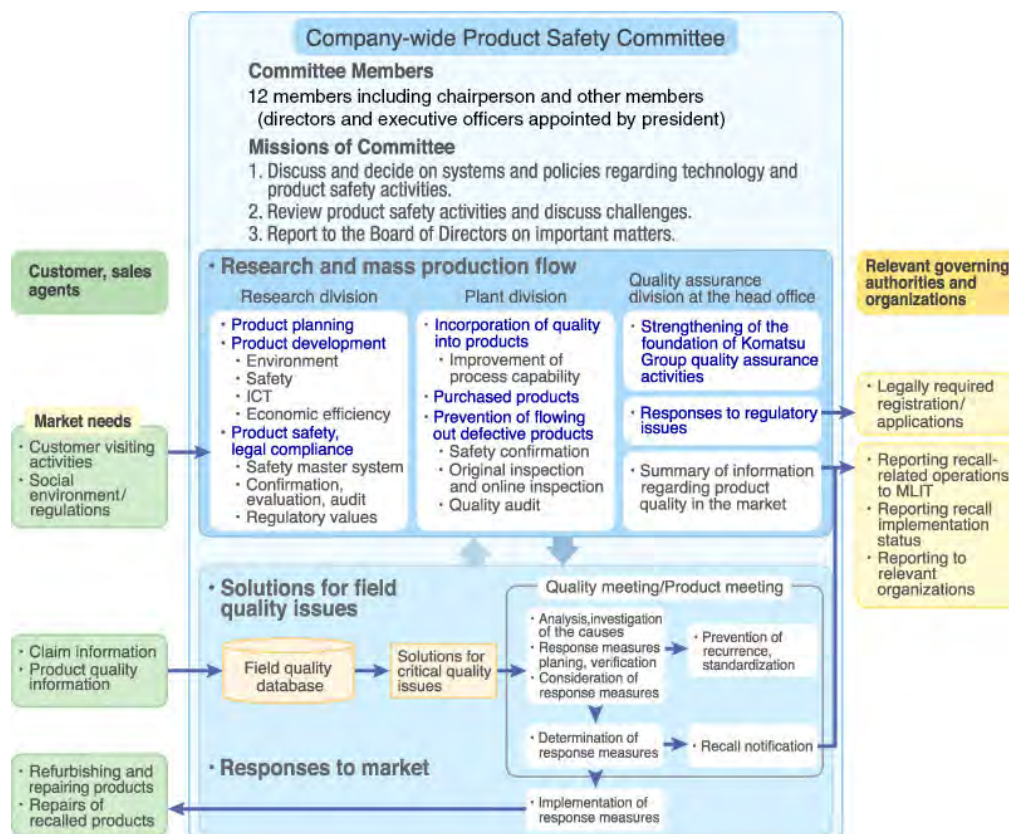 Company-wide Product Safety Committee
Committee Members
12 members including chairperson and other members
(directors and executive officers appointed by president)
Missions of Committee
1. Discuss and decide on systems and policies regarding technology and
product safety activities.
2. Review product safety activities and discuss challenges.
3. Report to the Board of Directors on important matters.
Customer, sales
agents
Market needs
・Customer visiting
activities
・Social
environment/
regulations
・Claim information
・Product quality
information
・Refurbishing and
repairing products
・Repairs of
recalled products
・Research and mass production flow
Research division
・Product planning
・Product development
・Environment
・Safety
・ICT
・Economic efficiency
・Product safety,
legal compliance
・Safety master system
・Confirmation,
evaluation, audit
・Regulatory values
Plant division
・Incorporation of quality
into products
・Improvement of
process capability
・Purchased products
・Prevention of flowing
out defective products
・Safety confirmation
・Original inspection
and online inspection
・Quality audit
Quality assurance
division at the head office
・Strengthening of the
foundation of Komatsu
Group quality assurance
activities
・Responses to regulatory
issues
・Summary of information
regarding product
quality in the market
・Solutions for field
quality issues
Field quality
database
Solutions for
critical quality
issues
Quality meeting/Product meeting
・Analysis,investigation
of the causes
・Response measures
planing, verification
・Consideration of
response measures
・Prevention of
recurrence,
standardization
・Determination of
response measures
・Recall notification
・Responses to market
・Implementation of
response measures
Relevant governing
authorities and
organizations
・Legally required
registration/
applications
・Reporting recall-
related operations
to MLIT
・Reporting recall
implementation
status
・Reporting to
relevant
organizations